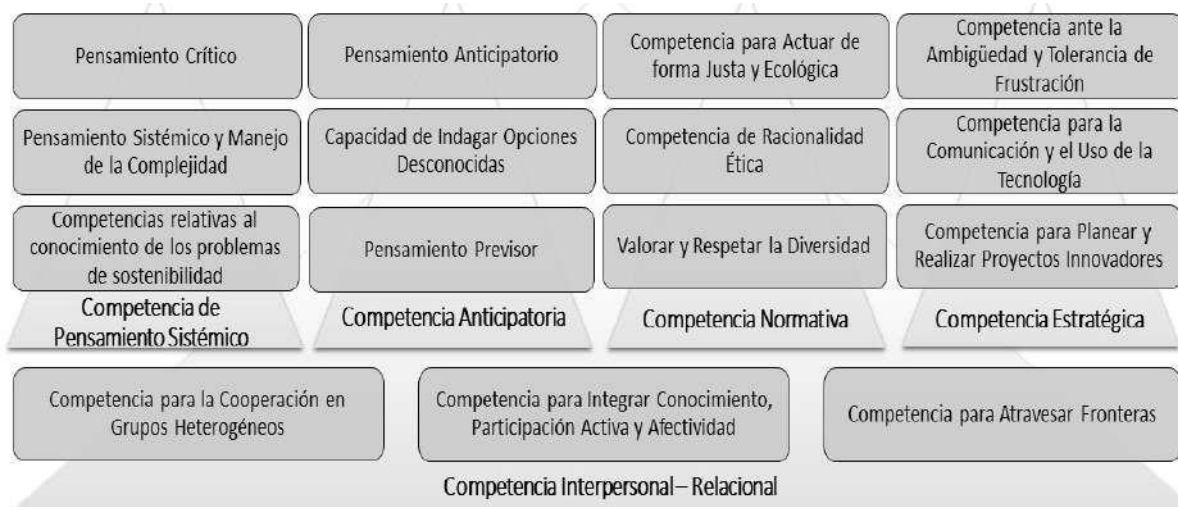 Pensamiento Crítico
Pensamiento Anticipatorio
Competencia para Actuar de
forma Justa y Ecológica
Competencia ante la
Ambigüedad y Tolerancia de
Frustración
Pensamiento Sistémico y Manejo
de la Complejidad
Capacidad de Indagar Opciones
Desconocidas
Competencia de Racionalidad
Ética
Competencia para la
Comunicación y el Uso de la
Tecnología
Competencias relativas al
conocimiento de los problemas
de sostenibilidad
Pensamiento Previsor
Valorar y Respetar la Diversidad
Competencia para Planear y
Realizar Proyectos Innovadores
Competencia de
Pensamiento Sistémico
Competencia Anticipatoria
Competencia Normativa
Competencia Estratégica
Competencia para la Cooperación en
Grupos Heterogéneos
Competencia para Integrar Conocimiento,
Participación Activa y Afectividad
Competencia para Atravesar Fronteras
Competencia Interpersonal – Relacional